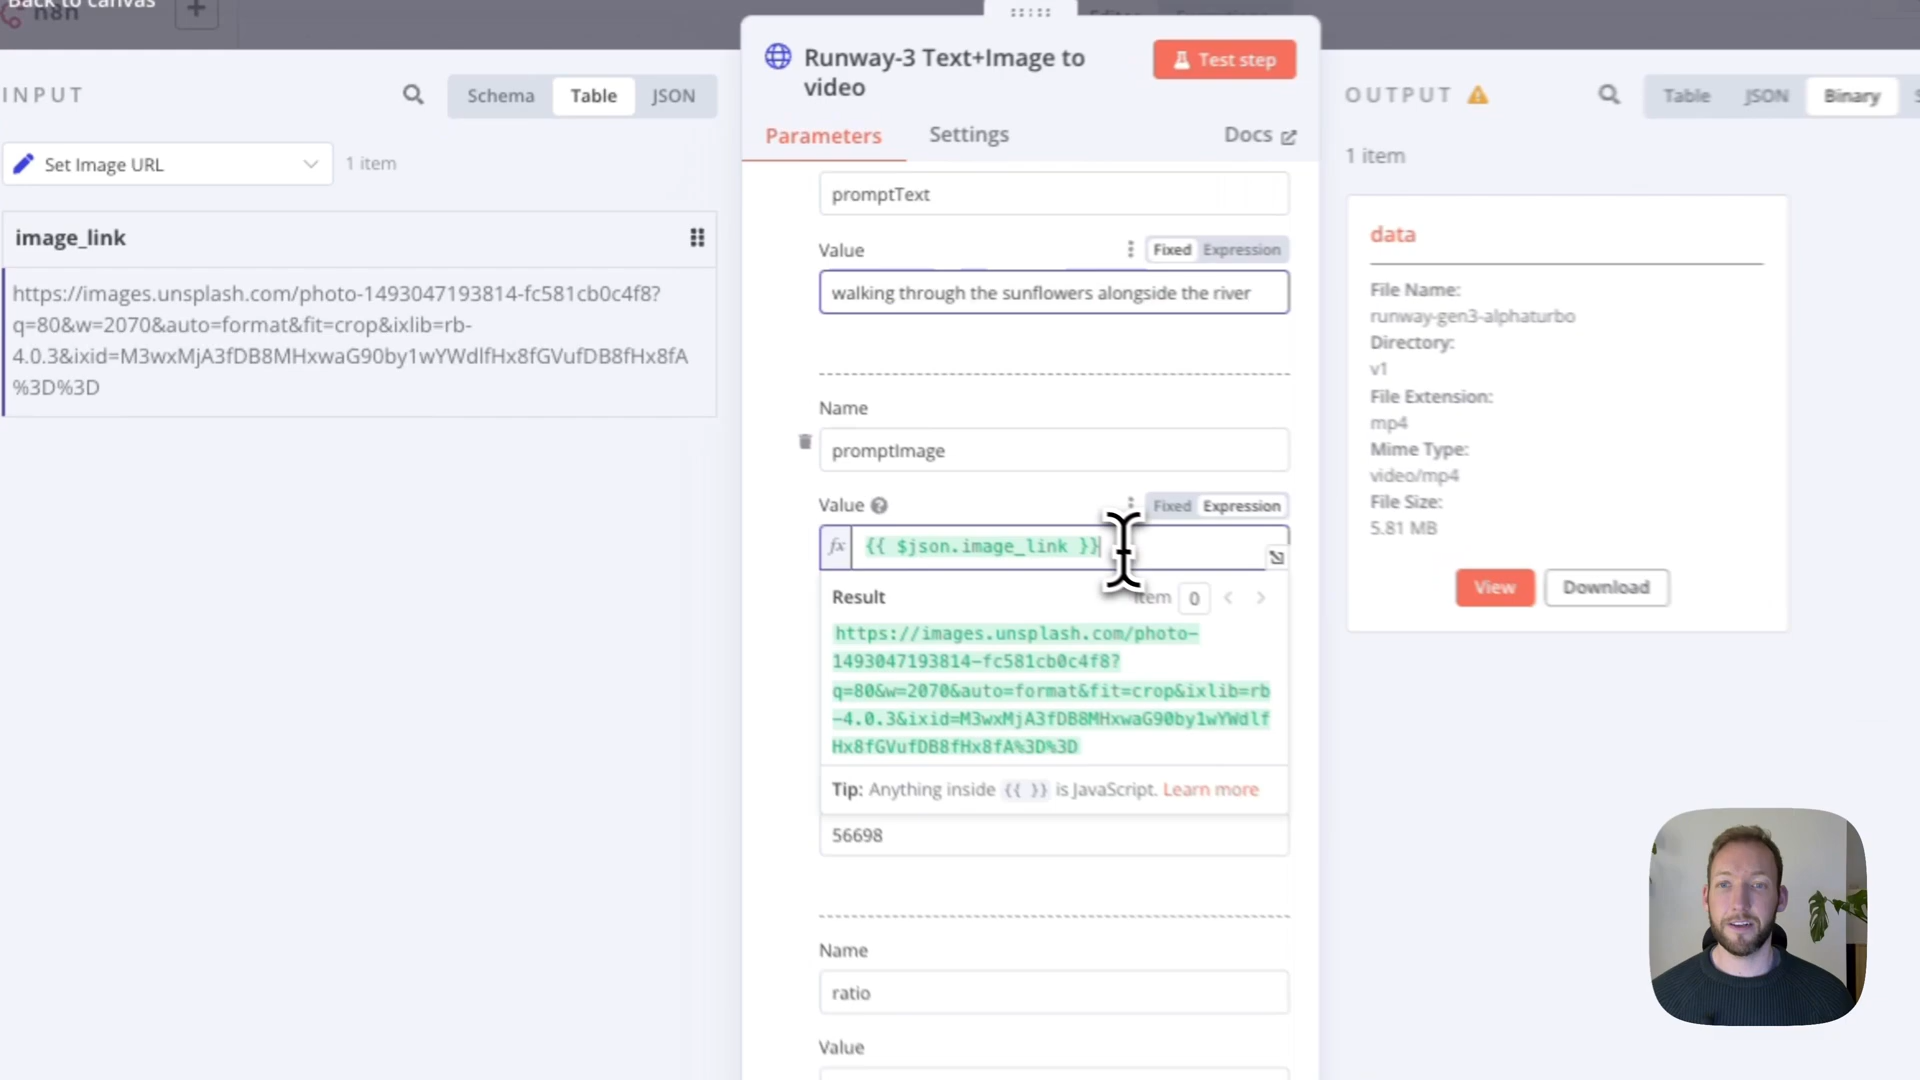 Back to canvas
n8n
+
INPUT
Schema
Table
JSON
Set Image URL
1 item
image_link
https://images.unsplash.com/photo-1493047193814-fc581cb0c4f8?
q=80&w=2070&auto=format&fit=crop&ixlib=rb-
4.0.3&ixid=M3wxMjA3fDB8MHxwaG90by1wYWdlfHx8fGVufDB8fHx8fA
%3D%3D
Runway-3 Text+Image to
video
Test step
Parameters
Settings
Docs
promptText
Value
Fixed
Expression
walking through the sunflowers alongside the river
Name
promptImage
Value
Fixed
Expression
fx
{{ $json.image_link }}
Result
Item
0
https://images.unsplash.com/photo-
1493047193814-fc581cb0c4f8?
q=80&w=2070&auto=format&fit=crop&ixlib=rb
-4.0.3&ixid=M3wxMjA3fDB8MHxwaG90by1wYWdlf
Hx8fGVufDB8fHx8fA%3D%3D
Tip: Anything inside {{ }} is JavaScript. Learn more
56698
Name
ratio
Value
OUTPUT
Table
JSON
Binary
1 item
data
File Name:
runway-gen3-alphaturbo
Directory:
v1
File Extension:
mp4
Mime Type:
video/mp4
File Size:
5.81 MB
View
Download